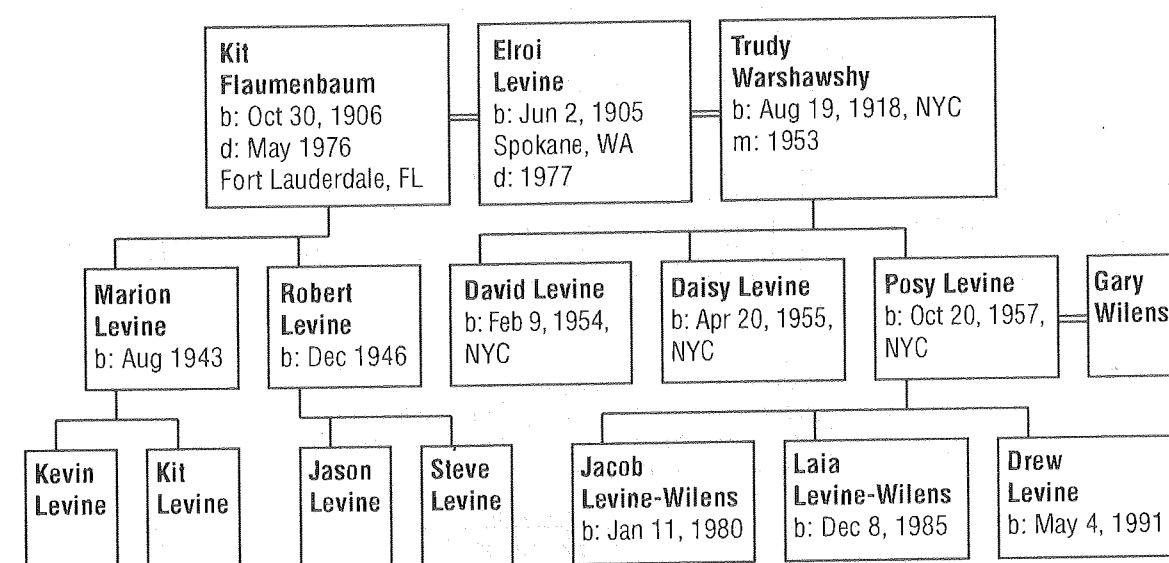 Kit
Flaumenbaum
b: Oct 30, 1906
d: May 1976
Fort Lauderdale, FL
Elroi
Levine
b: Jun 2, 1905
Spokane, WA
d: 1977
Trudy
Warshawshy
b: Aug 19, 1918, NYC
m: 1953
Marion
Levine
b: Aug 1943
Robert
Levine
b: Dec 1946
David Levine
b: Feb 9, 1954,
NYC
Daisy Levine
b: Apr 20, 1955,
NYC
Posy Levine
b: Oct 20, 1957,
NYC
Gary
Wilens
Kevin
Levine
Kit
Levine
Jason
Levine
Steve
Levine
Jacob
Levine-Wilens
b: Jan 11, 1980
Laia
Levine-Wilens
b: Dec 8, 1985
Drew
Levine
b: May 4, 1991